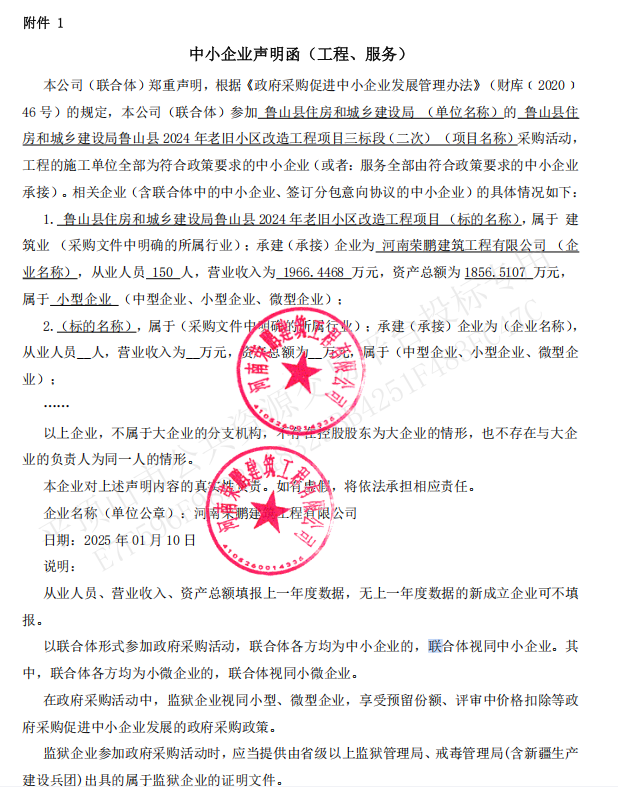 附件 1
中小企业声明函（工程、服务）
本公司（联合体）郑重声明，根据《政府采购促进中小企业发展管理办法》（财库﹝2020﹞
46 号）的规定，本公司（联合体）参加 鲁山县住房和城乡建设局 （单位名称）的 鲁山县住
房和城乡建设局鲁山县 2024 年老旧小区改造工程项目三标段（二次）（项目名称）采购活动，
工程的施工单位全部为符合政策要求的中小企业（或者：服务全部由符合政策要求的中小企业
承接）。相关企业（含联合体中的中小企业、签订分包意向协议的中小企业）的具体情况如下：
1. 鲁山县住房和城乡建设局鲁山县 2024 年老旧小区改造工程项目 （标的名称），属于 建
筑业 （采购文件中明确的所属行业）；承建（承接）企业为 河南荣鹏建筑工程有限公司 （企
业名称），从业人员 150 人，营业收入为 1966.4468 万元，资产总额为 1856.5107 万元，
属于 小型企业 （中型企业、小型企业、微型企业）；
2. （标的名称），属于（采购文件中明确的所属行业）；承建（承接）企业为（企业名称），
从业人员__人，营业收入为__万元，资产总额为__万元，属于（中型企业、小型企业、微型企
业）；
……
以上企业，不属于大企业的分支机构，不存在控股股东为大企业的情形，也不存在与大企
业的负责人为同一人的情形。
本企业对上述声明内容的真实性负责。如有虚假，将依法承担相应责任。
企业名称（单位公章）：河南荣鹏建筑工程有限公司
日期：2025 年 01 月 10 日
说明：
从业人员、营业收入、资产总额填报上一年度数据，无上一年度数据的新成立企业可不填
报。
以联合体形式参加政府采购活动，联合体各方均为中小企业的，联合体视同中小企业。其
中，联合体各方均为小微企业的，联合体视同小微企业。
在政府采购活动中，监狱企业视同小型、微型企业，享受预留份额、评审中价格扣除等政
府采购促进中小企业发展的政府采购政策。
监狱企业参加政府采购活动时，应当提供由省级以上监狱管理局、戒毒管理局(含新疆生产
建设兵团)出具的属于监狱企业的证明文件。
河南荣鹏建筑工程有限公司
河南荣鹏建筑工程有限公司